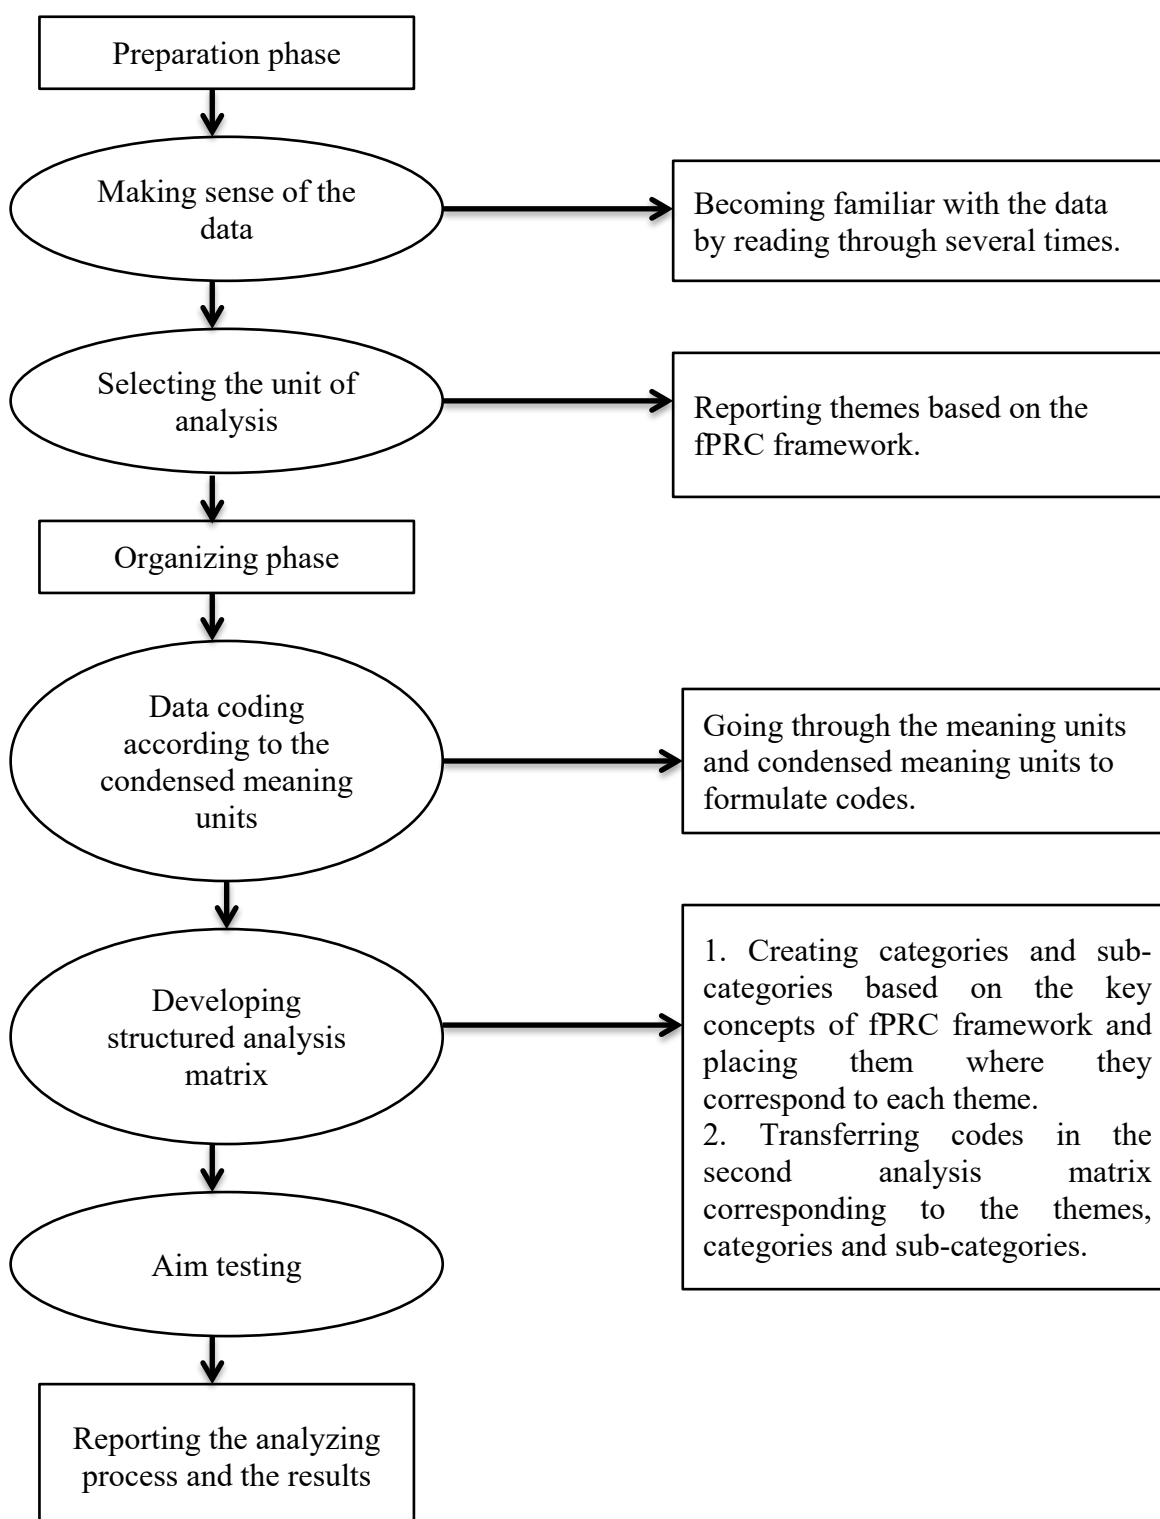 Preparation phase
Making sense of the
data
Becoming familiar with the data
by reading through several times.
Selecting the unit of
analysis
Reporting themes based on the
fPRC framework.
Organizing phase
Data coding
according to the
condensed meaning
units
Going through the meaning units
and condensed meaning units to
formulate codes.
Developing
structured analysis
matrix
1. Creating categories and sub-
categories based on the key
concepts of fPRC framework and
placing them where they
correspond to each theme.
2. Transferring codes in the
second analysis matrix
corresponding to the themes,
categories and sub-categories.
Aim testing
Reporting the analyzing
process and the results